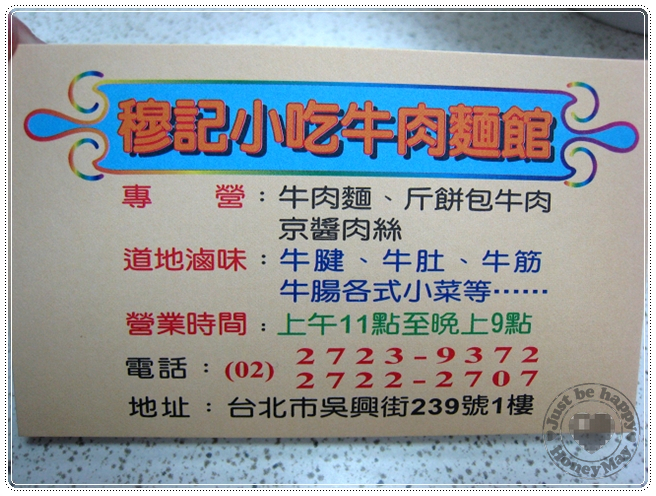 穆記小吃牛肉麵館
專 營：牛肉麵、斤餅包牛肉
京醬肉絲
道地滷味：牛腱、牛肚、牛筋
牛腸各式小菜等……
營業時間：上午11點至晚上9點
電話：(02) 2723-9372
2722-2707
地址：台北市吳興街239號1樓
Just be happy
HoneyMay